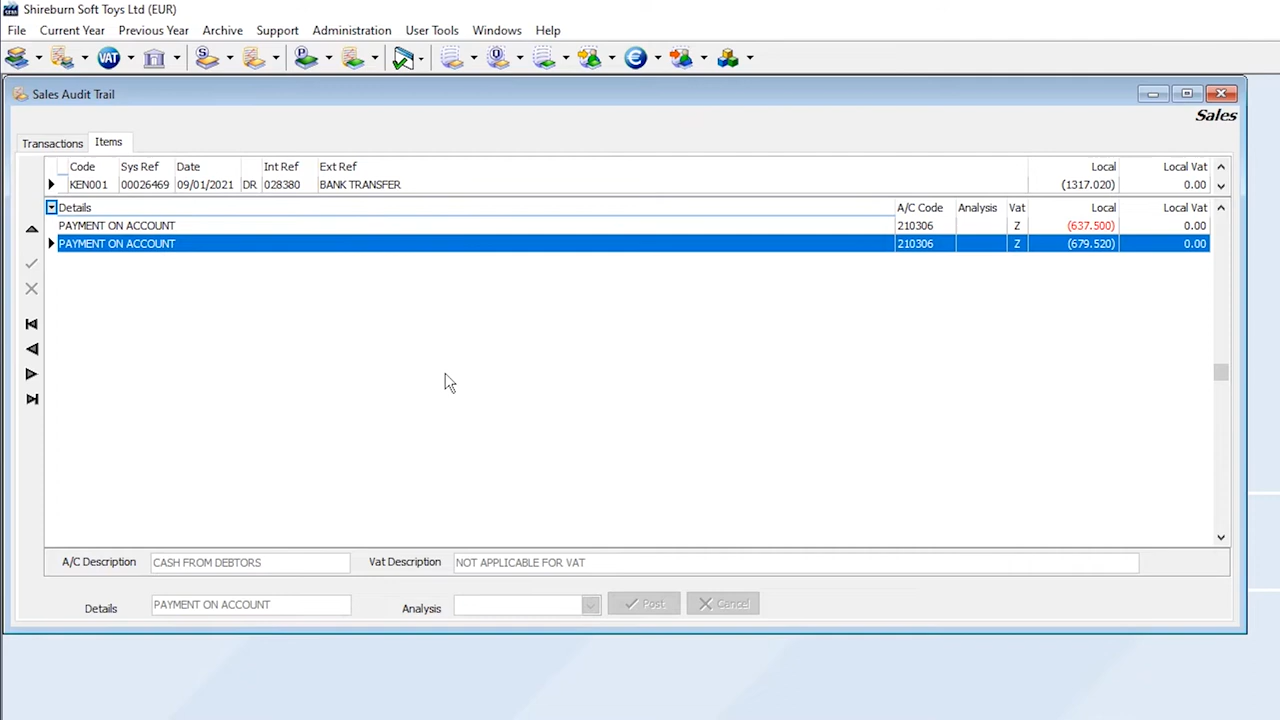 Shireburn Soft Toys Ltd (EUR)
File Current Year Previous Year Archive Support Administration User Tools Windows Help
VAT
Sales Audit Trail
Sales
Transactions Items
Code Sys Ref Date Int Ref Ext Ref Local Local Vat
KEN001 00026469 09/01/2021 DR 028380 BANK TRANSFER (1317.020) 0.00
Details A/C Code Analysis Vat Local Local Vat
PAYMENT ON ACCOUNT 210306 Z (637.500) 0.00
PAYMENT ON ACCOUNT 210306 Z (679.520) 0.00
A/C Description CASH FROM DEBTORS Vat Description NOT APPLICABLE FOR VAT
Details PAYMENT ON ACCOUNT Analysis Post Cancel